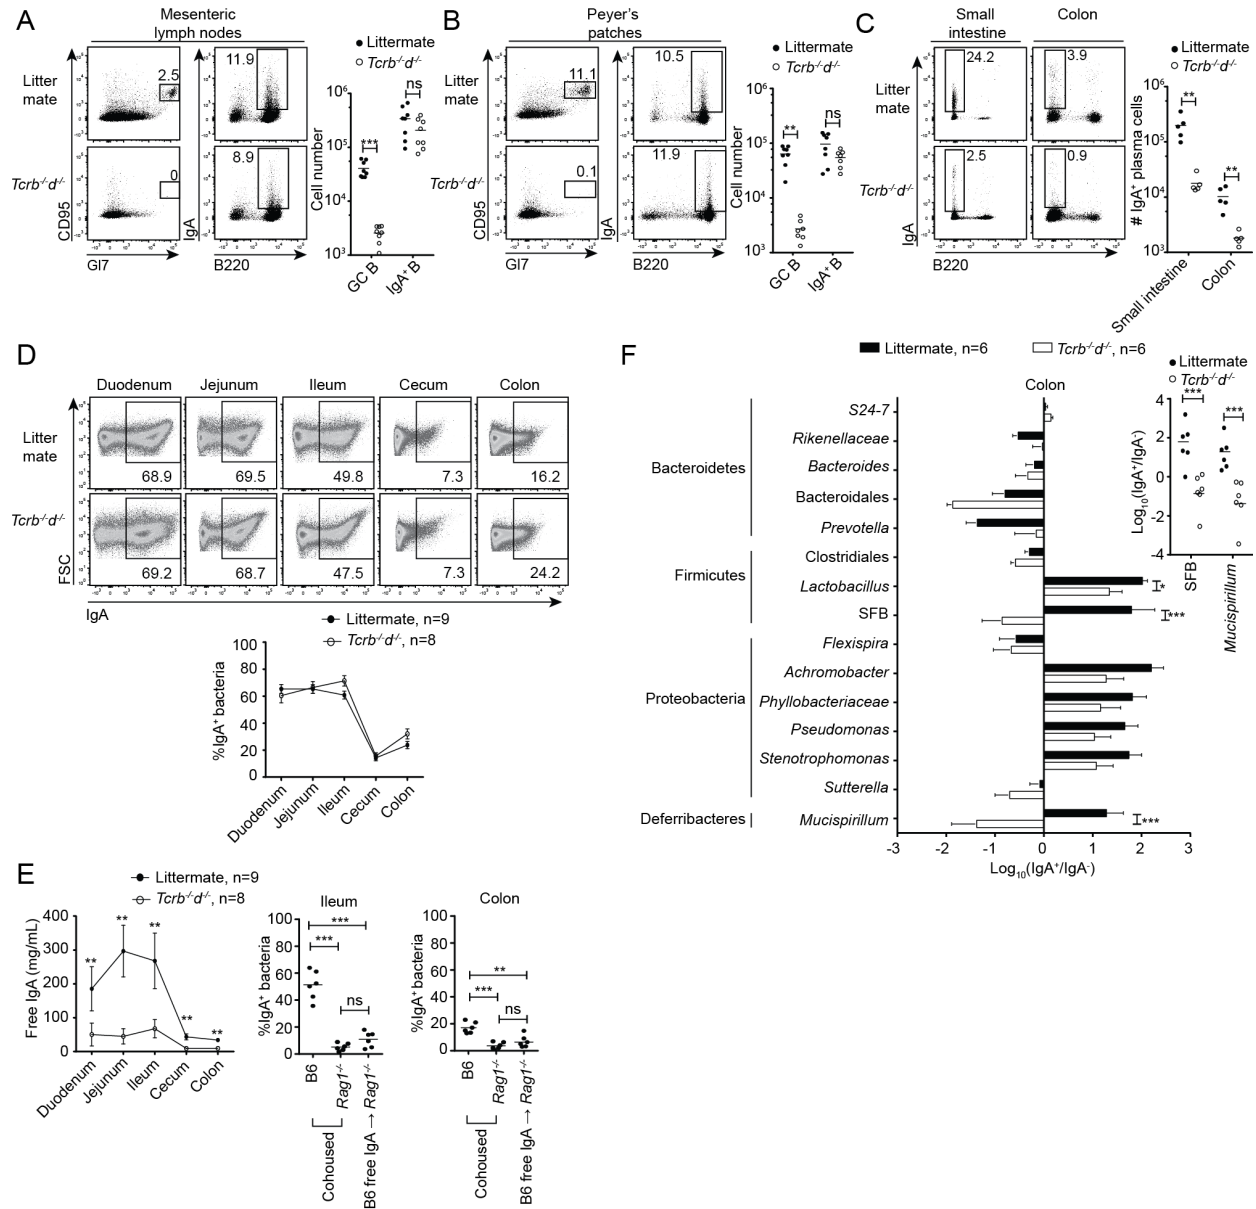 A
Mesenteric
lymph nodes
Litter
mate
Tcrb-/-d-/-
2.5
11.9
0
8.9
CD95
IgA
Gl7
B220
Littermate
Tcrb-/-d-/-
Cell number
10⁶
10⁵
10⁴
10³
***
ns
GC B
IgA⁺ B
B
Peyer's
patches
Litter
mate
Tcrb-/-d-/-
11.1
10.5
0.1
11.9
CD95
IgA
Gl7
B220
Littermate
Tcrb-/-d-/-
Cell number
10⁶
10⁵
10⁴
10³
**
ns
GC B
IgA⁺ B
C
Small
intestine
Colon
Litter
mate
Tcrb-/-d-/-
24.2
3.9
2.5
0.9
IgA
B220
Littermate
Tcrb-/-d-/-
# IgA⁺ plasma cells
10⁶
10⁵
10⁴
10³
**
**
Small intestine
Colon
D
Duodenum Jejunum Ileum Cecum Colon
Litter
mate
68.9 69.5 49.8 7.3 16.2
Tcrb-/-d-/-
69.2 68.7 47.5 7.3 24.2
FSC
IgA
Littermate, n=9
Tcrb-/-d-/-, n=8
%IgA⁺ bacteria
100
80
60
40
20
0
Duodenum
Jejunum
Ileum
Cecum
Colon
E
Littermate, n=9
Tcrb-/-d-/-, n=8
Free IgA (mg/mL)
400
300
200
100
0
**
**
**
**
**
Duodenum
Jejunum
Ileum
Cecum
Colon
Ileum
%IgA⁺ bacteria
100
80
60
40
20
0
***
***
ns
B6
Rag1-/-
B6 free IgA → Rag1-/-
Cohoused
Colon
%IgA⁺ bacteria
100
80
60
40
20
0
**
***
ns
B6
Rag1-/-
B6 free IgA → Rag1-/-
Cohoused
F
Littermate, n=6
Tcrb-/-d-/-, n=6
Colon
Bacteroidetes
Firmicutes
Proteobacteria
Deferribacteres
S24-7
Rikenellaceae
Bacteroides
Bacteroidales
Prevotella
Clostridiales
Lactobacillus
SFB
Flexispira
Achromobacter
Phyllobacteriaceae
Pseudomonas
Stenotrophomonas
Sutterella
Mucispirillum
*
***
***
-3 -2 -1 0 1 2 3
Log₁₀(IgA⁺/IgA⁻)
Littermate
Tcrb-/-d-/-
***
***
Log₁₀(IgA⁺/IgA⁻)
4
2
0
-2
-4
SFB
Mucispirillum